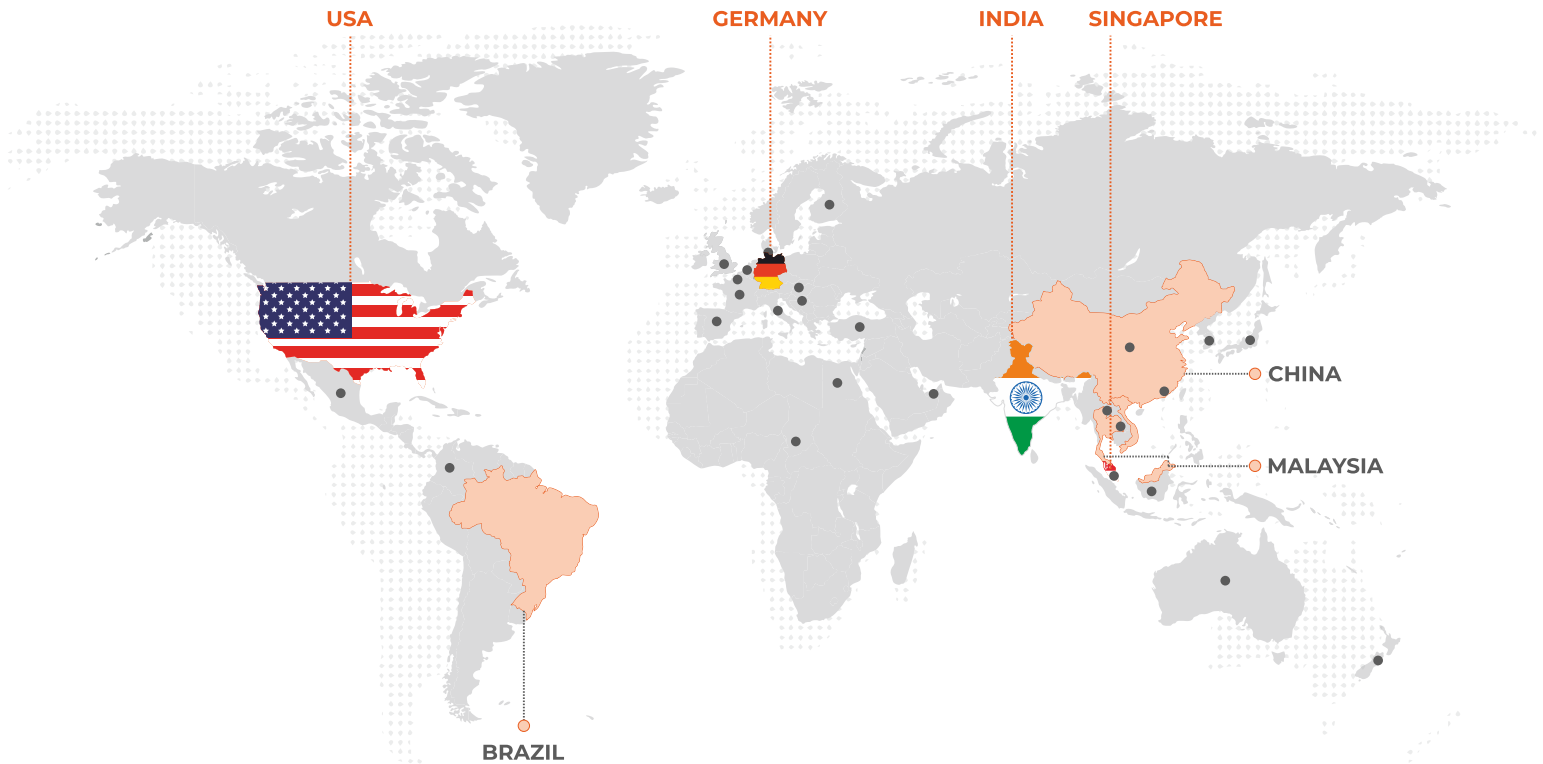 USA
GERMANY
INDIA
SINGAPORE
CHINA
MALAYSIA
BRAZIL